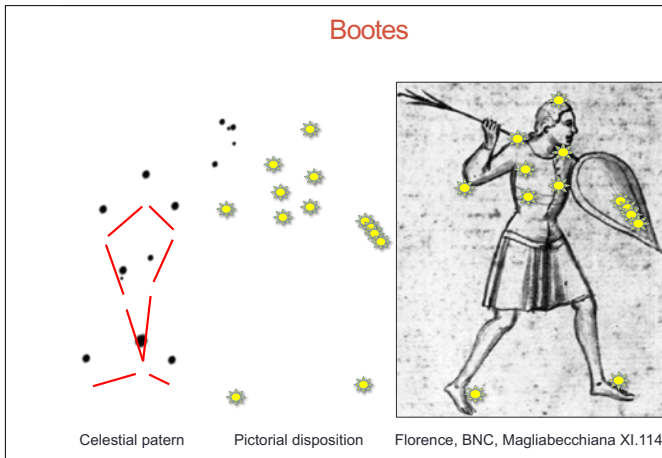 Bootes
Celestial patern
Pictorial disposition
Florence, BNC, Magliabecchiana XI.114